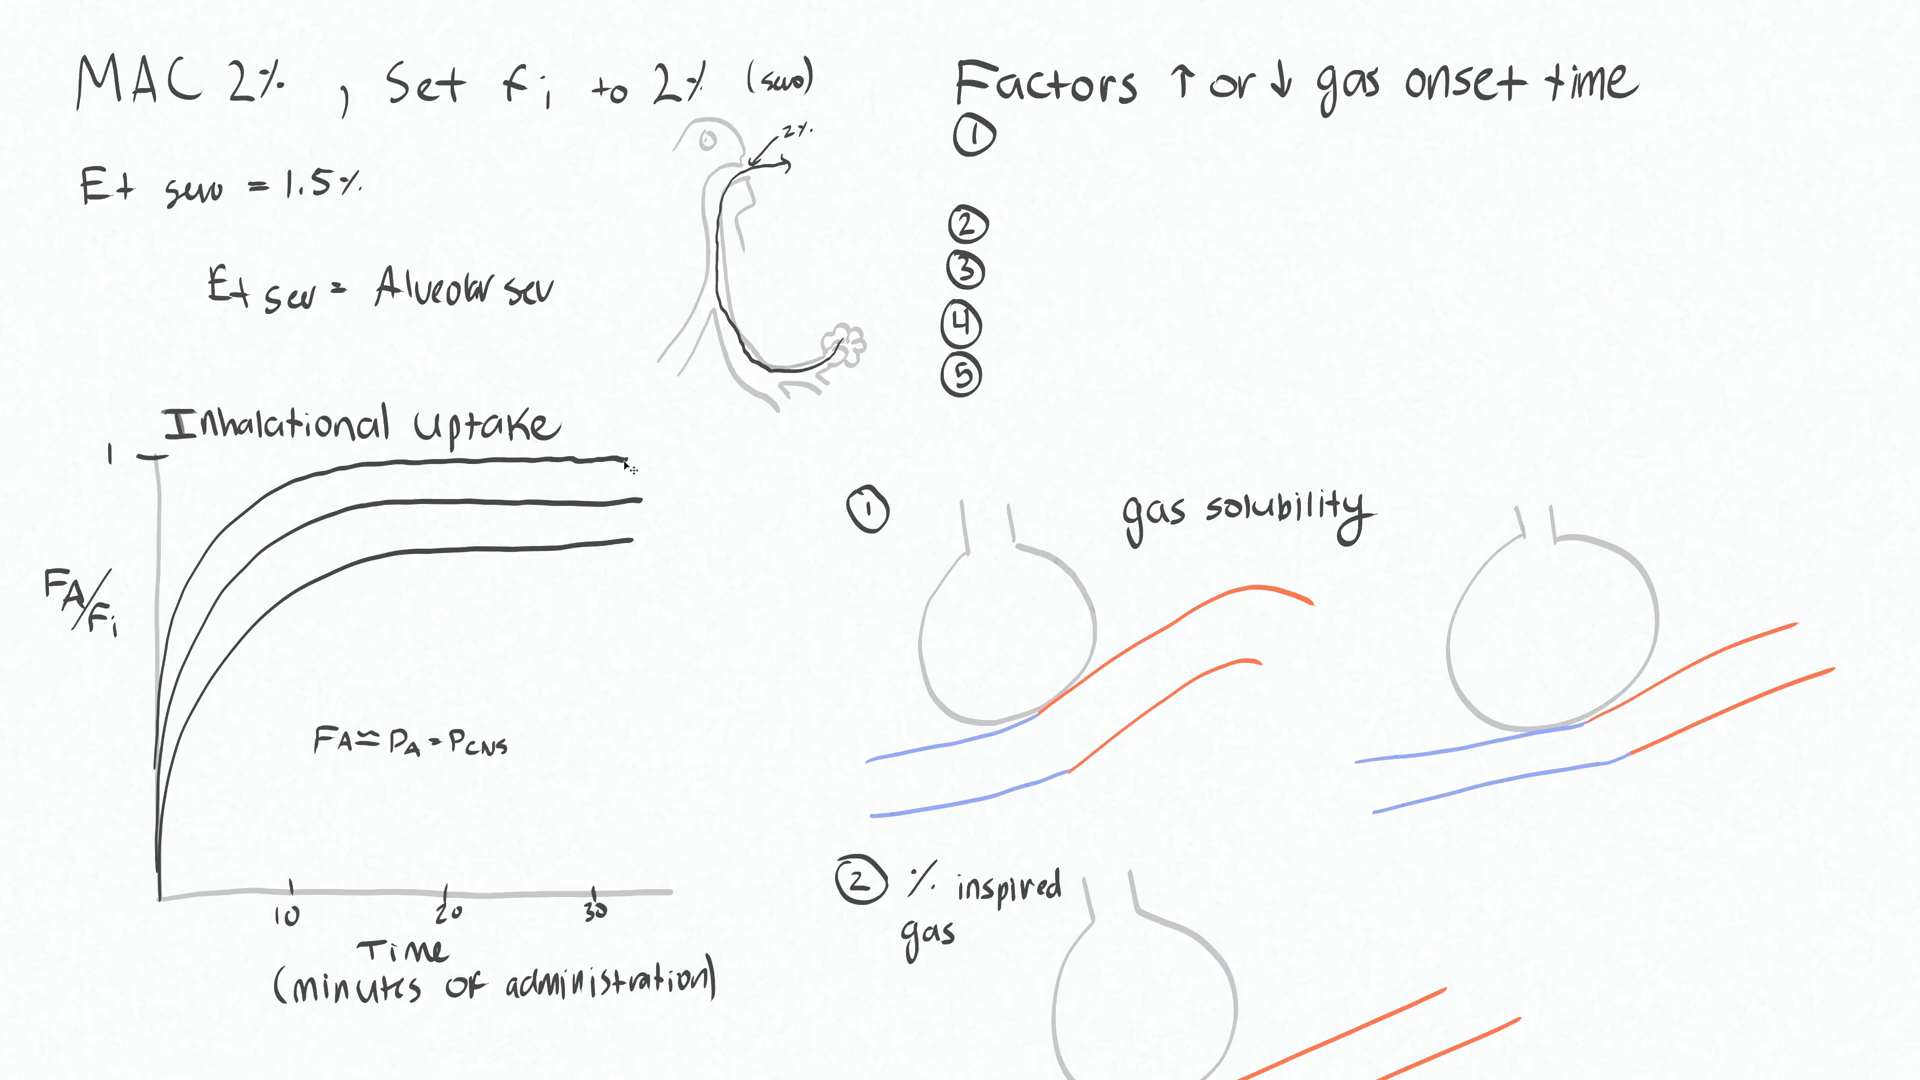 MAC 2% , Set fi to 2% (sevo)
2%.
Et sevo = 1.5%
Et sev = Alveolar sev
Inhalational uptake
1
FA/Fi
FA≈PA=PCNS
10 20 30
Time
(minutes of administration)
Factors ↑ or ↓ gas onset time
①
②
③
④
⑤
① gas solubility
② % inspired
gas